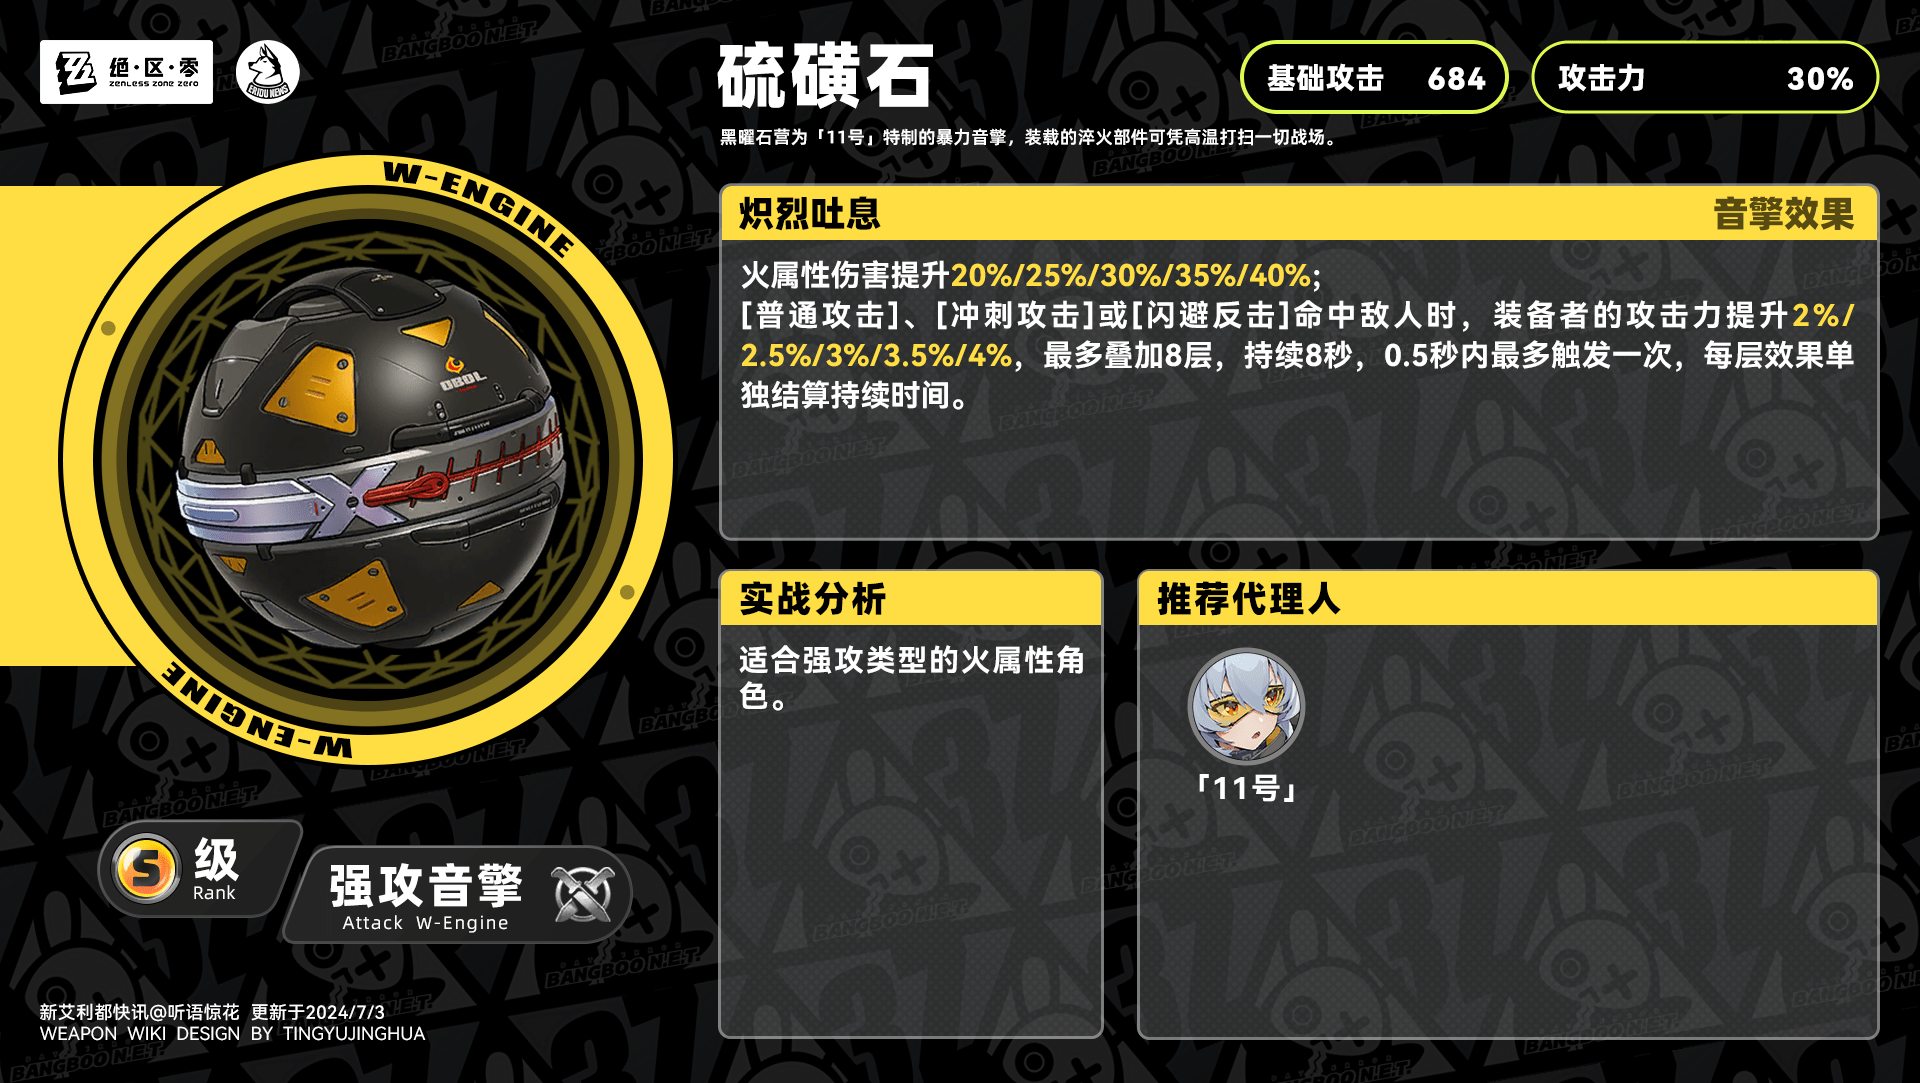 绝·区·零
ZENLESS ZONE ZERO
ERIDU NEWS
硫磺石
基础攻击 684
攻击力 30%
黑曜石营为「11号」特制的暴力音擎，装载的淬火部件可凭高温打扫一切战场。
W-ENGINE
炽烈吐息
音擎效果
火属性伤害提升20%/25%/30%/35%/40%；
[普通攻击]、[冲刺攻击]或[闪避反击]命中敌人时，装备者的攻击力提升2%/
2.5%/3%/3.5%/4%，最多叠加8层，持续8秒，0.5秒内最多触发一次，每层效果单
独结算持续时间。
OBOL
W-ENGINE
实战分析
适合强攻类型的火属性角
色。
推荐代理人
「11号」
S
级
Rank
强攻音擎
Attack W-Engine
新艾利都快讯@听语惊花 更新于2024/7/3
WEAPON WIKI DESIGN BY TINGYUJINGHUA
BANGBOO N.E.T.